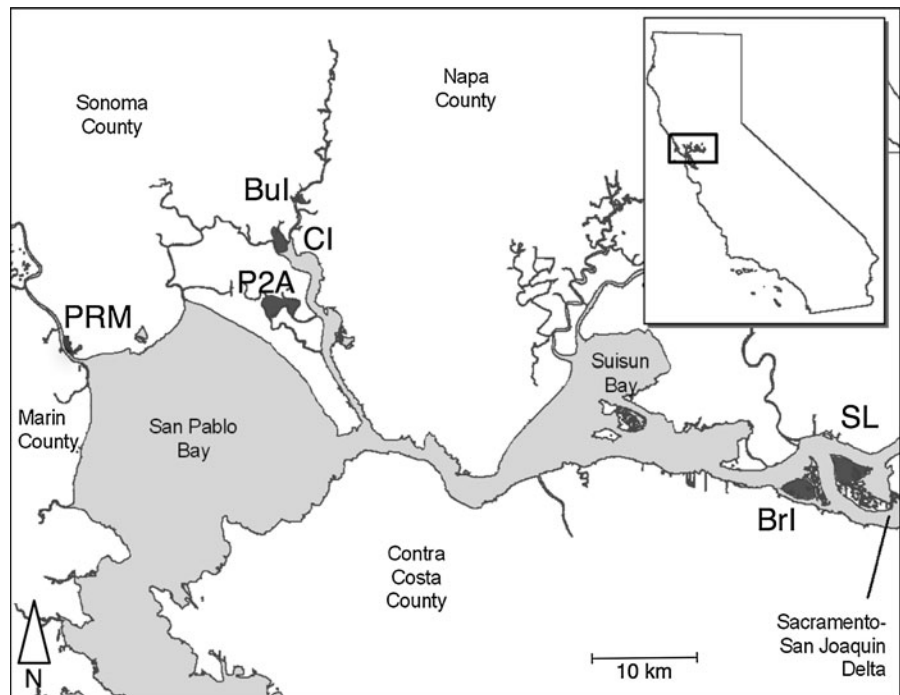 Sonoma
County
Napa
County
BuI
CI
P2A
PRM
Suisun
Bay
Marin
County
San Pablo
Bay
SL
BrI
Contra
Costa
County
Sacramento-
San Joaquin
Delta
10 km
N